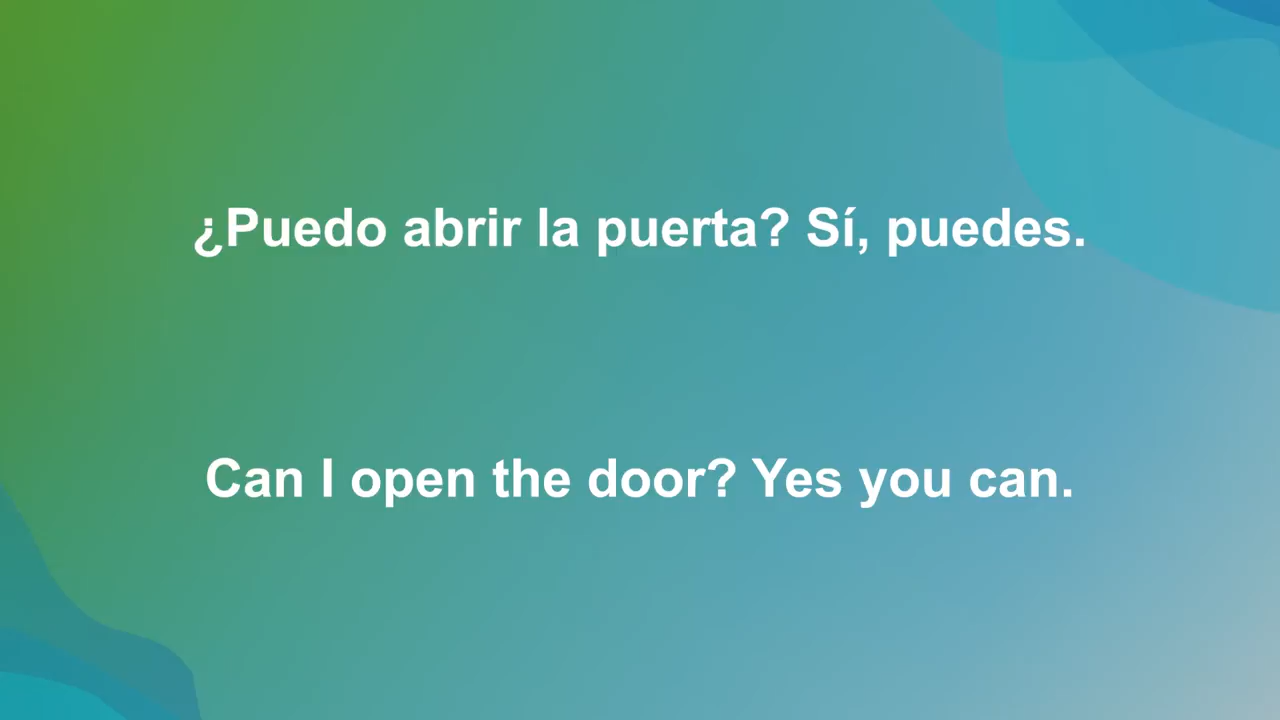 ¿Puedo abrir la puerta? Sí, puedes.
Can I open the door? Yes you can.